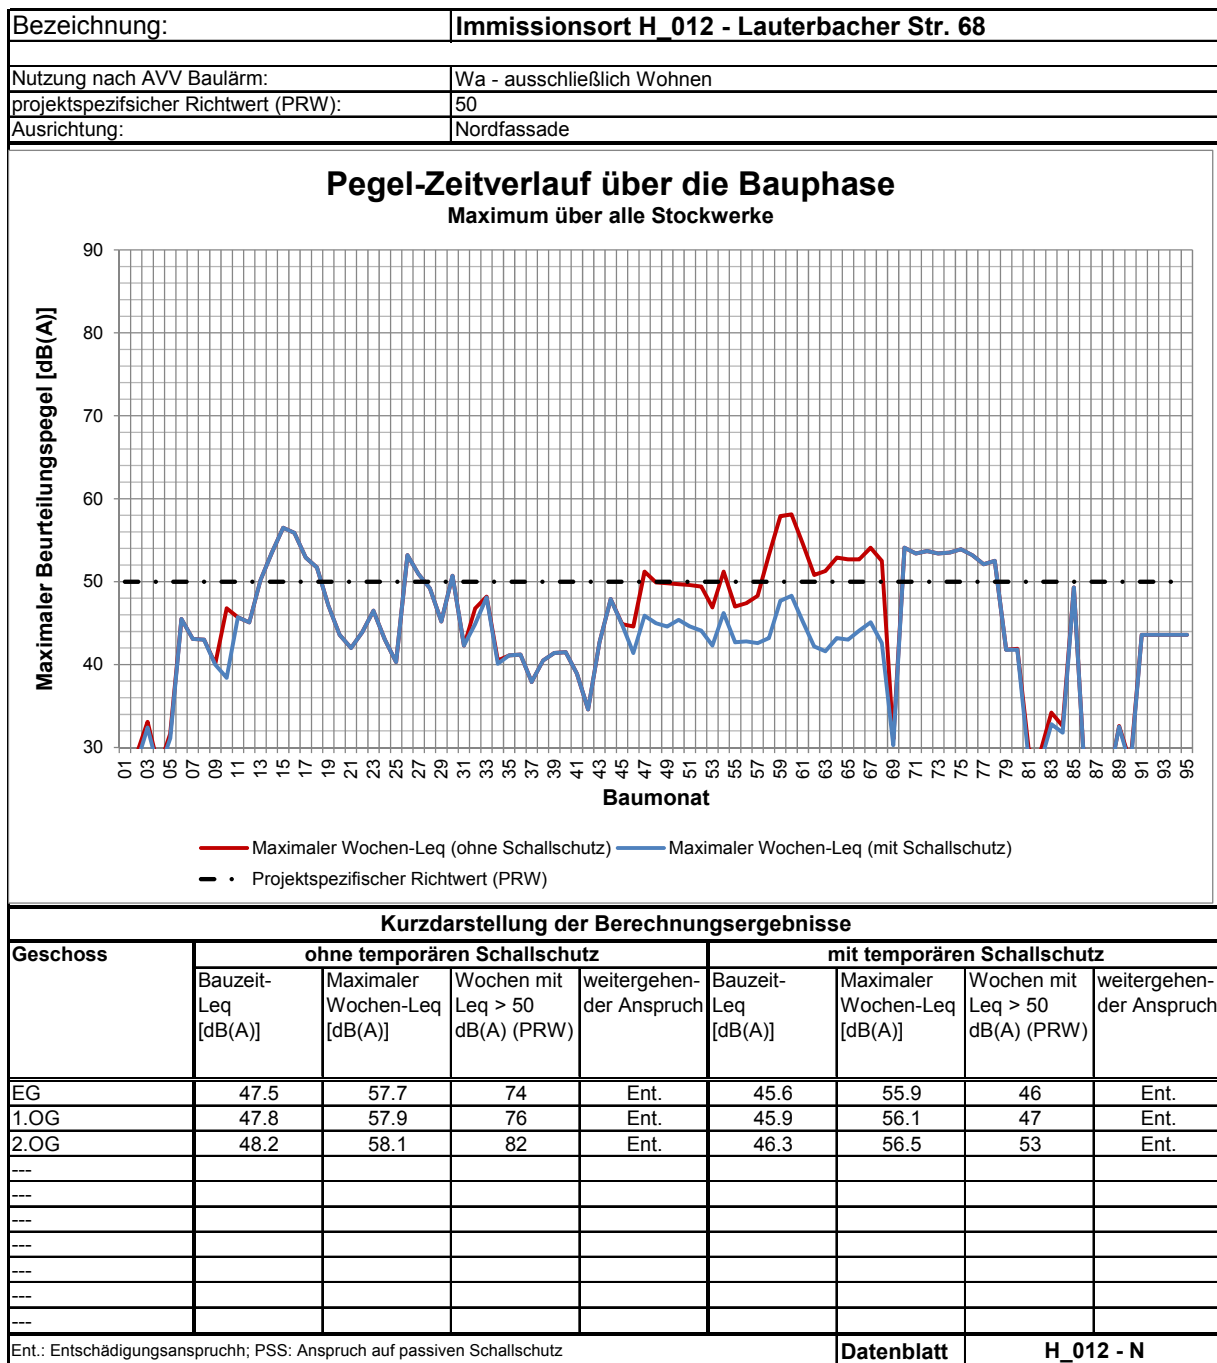 Bezeichnung: Immissionsort H_012 - Lauterbacher Str. 68
Nutzung nach AVV Baulärm: Wa - ausschließlich Wohnen
projektspezifsicher Richtwert (PRW): 50
Ausrichtung: Nordfassade
Pegel-Zeitverlauf über die Bauphase
Maximum über alle Stockwerke
Maximaler Beurteilungspegel [dB(A)]
90
80
70
60
50
40
30
01 03 05 07 09 11 13 15 17 19 21 23 25 27 29 31 33 35 37 39 41 43 45 47 49 51 53 55 57 59 61 63 65 67 69 71 73 75 77 79 81 83 85 87 89 91 93 95
Baumonat
Maximaler Wochen-Leq (ohne Schallschutz) Maximaler Wochen-Leq (mit Schallschutz)
Projektspezifischer Richtwert (PRW)
Kurzdarstellung der Berechnungsergebnisse
Geschoss ohne temporären Schallschutz mit temporären Schallschutz
Bauzeit- Maximaler Wochen mit weitergehen- Bauzeit- Maximaler Wochen mit weitergehen-
Leq Wochen-Leq Leq > 50 der Anspruch Leq Wochen-Leq Leq > 50 der Anspruch
[dB(A)] [dB(A)] dB(A) (PRW) [dB(A)] [dB(A)] dB(A) (PRW)
EG 47.5 57.7 74 Ent. 45.6 55.9 46 Ent.
1.OG 47.8 57.9 76 Ent. 45.9 56.1 47 Ent.
2.OG 48.2 58.1 82 Ent. 46.3 56.5 53 Ent.
---
---
---
---
---
---
---
Ent.: Entschädigungsanspruchh; PSS: Anspruch auf passiven Schallschutz Datenblatt H_012 - N